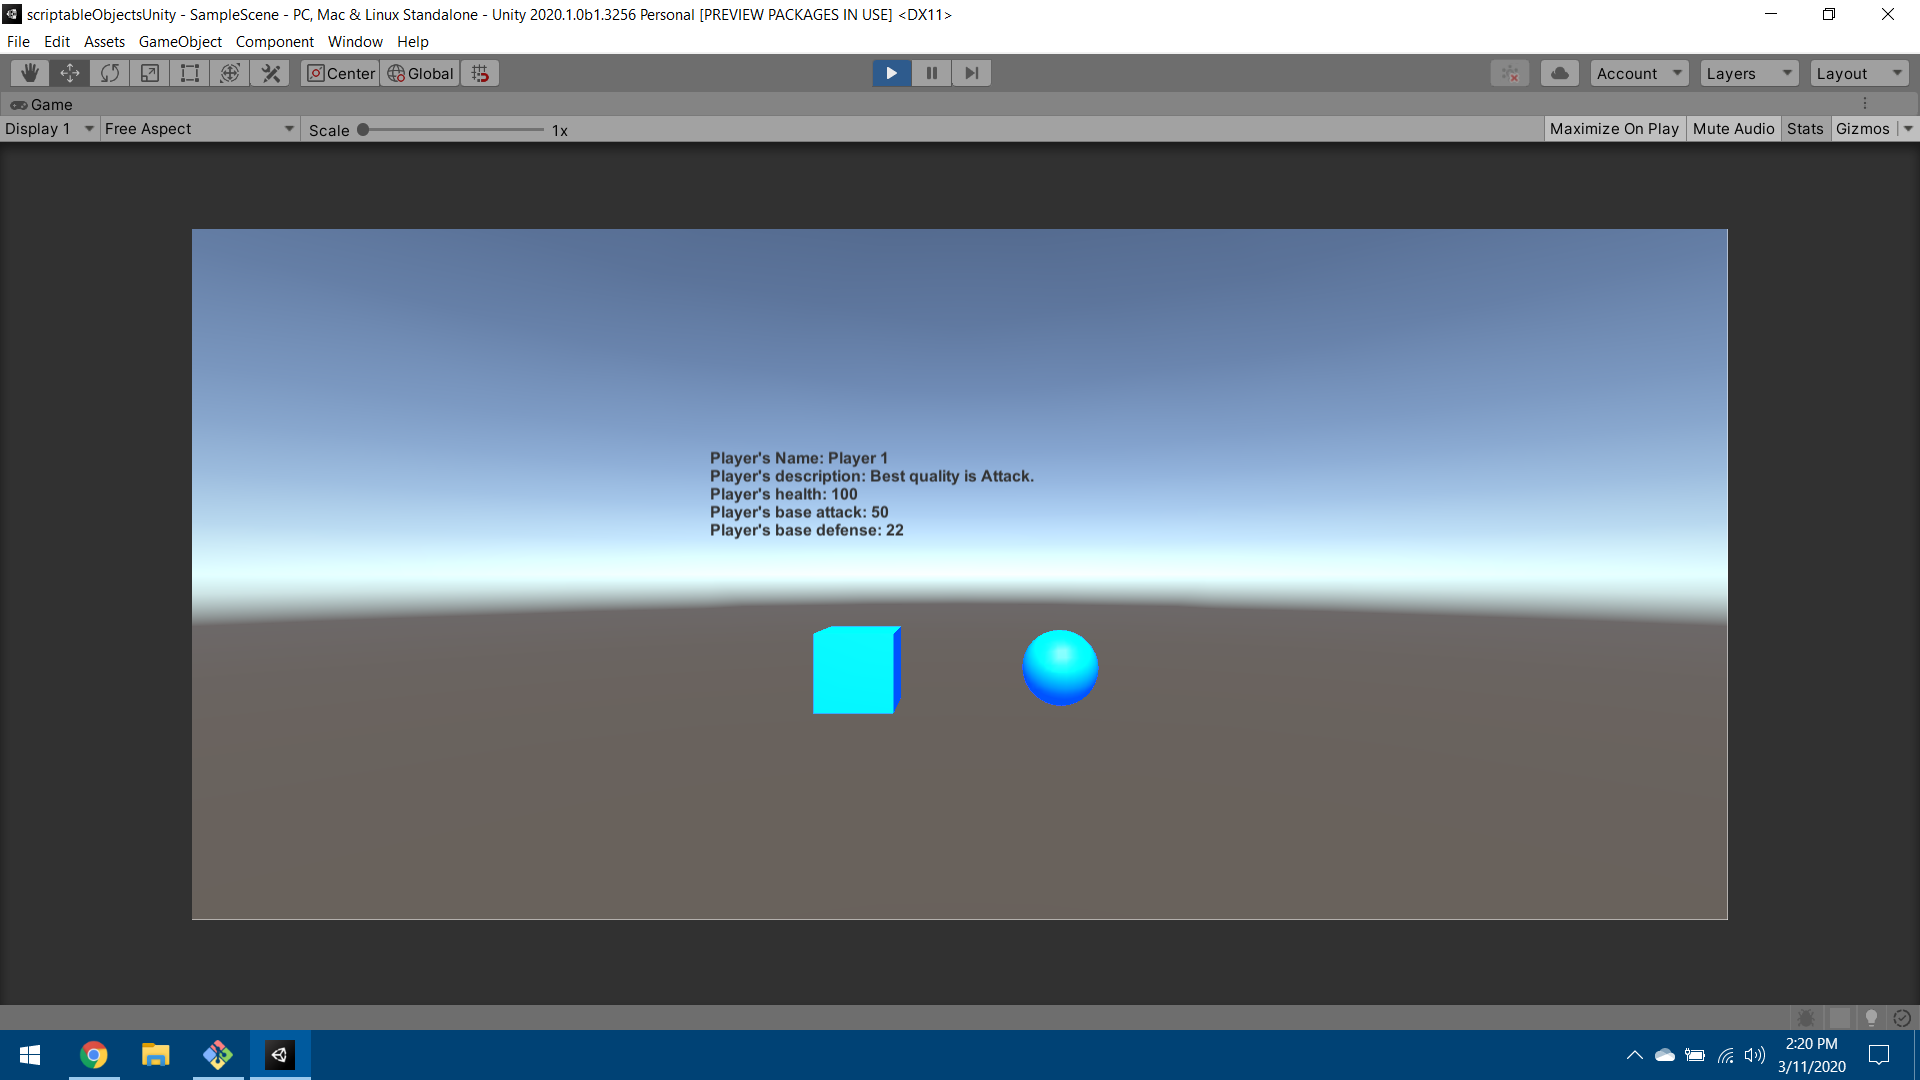 scriptableObjectsUnity - SampleScene - PC, Mac & Linux Standalone - Unity 2020.1.0b1.3256 Personal [PREVIEW PACKAGES IN USE] <DX11>
File Edit Assets GameObject Component Window Help
Center Global Account Layers Layout
Game
Display 1 Free Aspect Scale 1x Maximize On Play Mute Audio Stats Gizmos
Player's Name: Player 1
Player's description: Best quality is Attack.
Player's health: 100
Player's base attack: 50
Player's base defense: 22
2:20 PM
3/11/2020